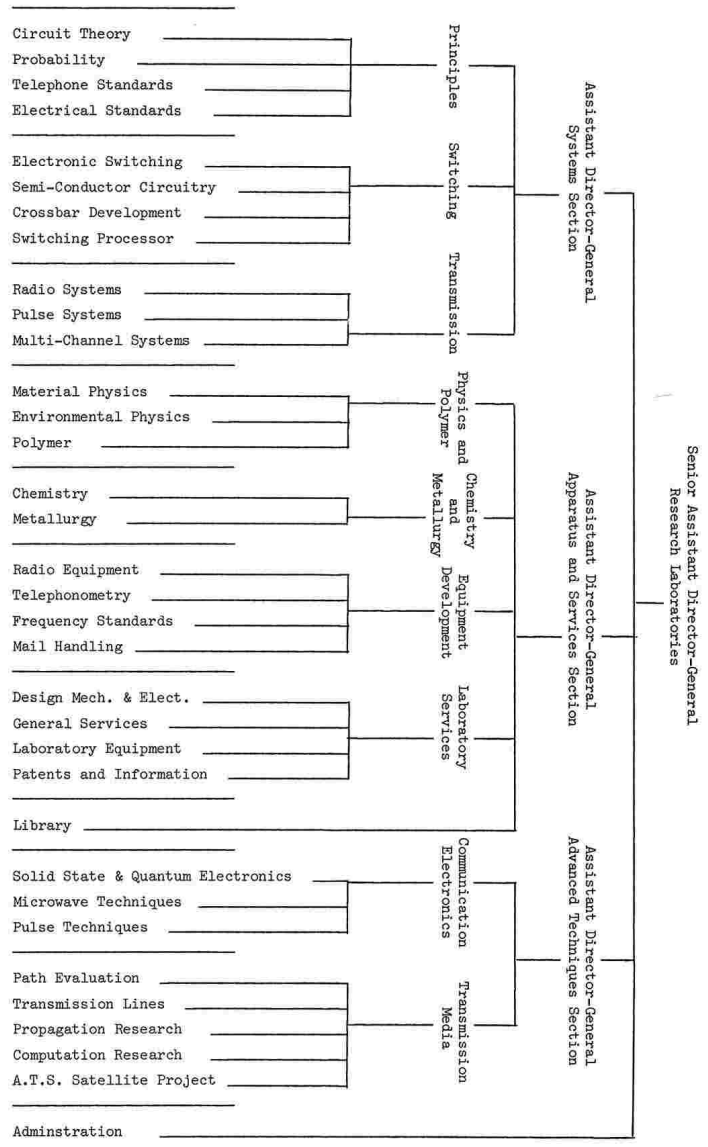 Circuit Theory
Probability
Telephone Standards
Electrical Standards
Principles
Electronic Switching
Semi-Conductor Circuitry
Crossbar Development
Switching Processor
Switching
Radio Systems
Pulse Systems
Multi-Channel Systems
Transmission
Assistant Director-General
Systems Section
Material Physics
Environmental Physics
Polymer
Physics and
Polymer
Chemistry
Metallurgy
Chemistry
and
Metallurgy
Radio Equipment
Telephonometry
Frequency Standards
Mail Handling
Equipment
Development
Design Mech. & Elect.
General Services
Laboratory Equipment
Patents and Information
Laboratory
Services
Library
Assistant Director-General
Apparatus and Services Section
Solid State & Quantum Electronics
Microwave Techniques
Pulse Techniques
Communication
Electronics
Path Evaluation
Transmission Lines
Propagation Research
Computation Research
A.T.S. Satellite Project
Transmission
Media
Assistant Director-General
Advanced Techniques Section
Adminstration
Senior Assistant Director-General
Research Laboratories